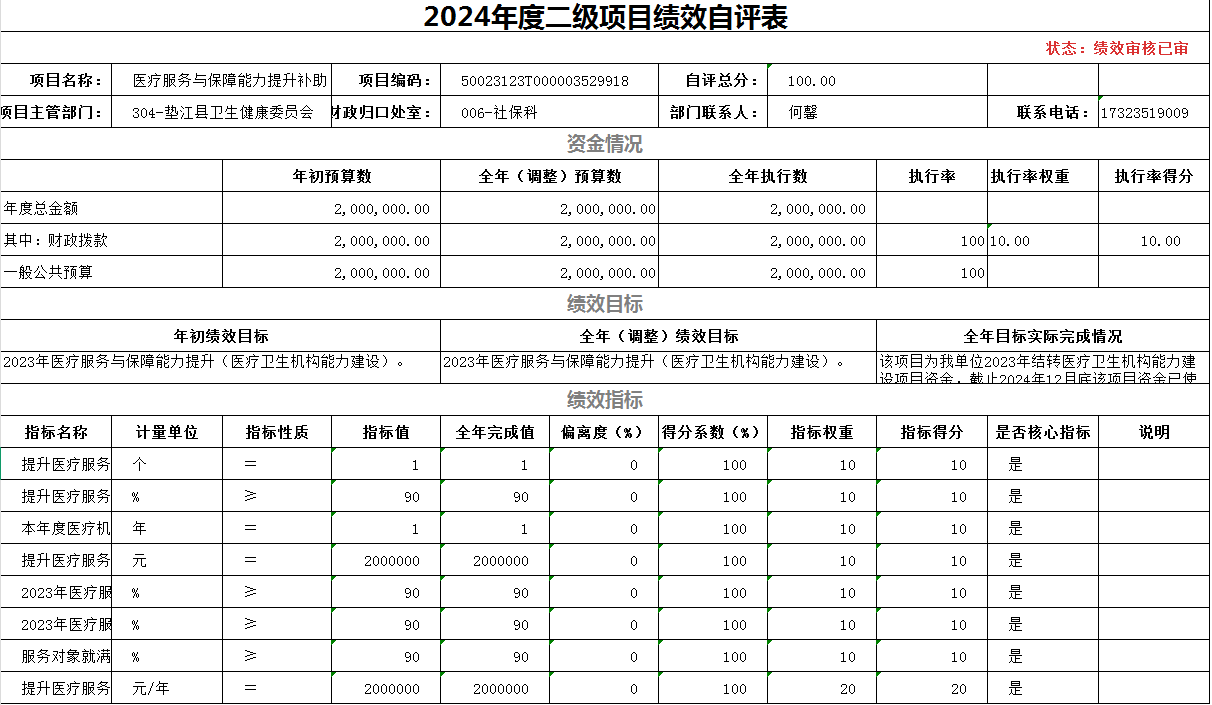 2024年度二级项目绩效自评表
状态：绩效审核已审
项目名称： 医疗服务与保障能力提升补助 项目编码： 50023123T000003529918 自评总分： 100.00
项目主管部门： 304-垫江县卫生健康委员会 财政归口处室： 006-社保科 部门联系人： 何馨 联系电话： 17323519009
资金情况
年初预算数 全年（调整）预算数 全年执行数 执行率 执行率权重 执行率得分
年度总金额 2,000,000.00 2,000,000.00 2,000,000.00
其中：财政拨款 2,000,000.00 2,000,000.00 2,000,000.00 100 10.00 10.00
一般公共预算 2,000,000.00 2,000,000.00 2,000,000.00 100
绩效目标
年初绩效目标 全年（调整）绩效目标 全年目标实际完成情况
2023年医疗服务与保障能力提升（医疗卫生机构能力建设）。 2023年医疗服务与保障能力提升（医疗卫生机构能力建设）。 该项目为我单位2023年结转医疗卫生机构能力建
设项目资金，截止2024年12月底该项目资金已使
绩效指标
指标名称 计量单位 指标性质 指标值 全年完成值 偏离度（%） 得分系数（%） 指标权重 指标得分 是否核心指标 说明
提升医疗服务 个 ＝ 1 1 0 100 10 10 是
提升医疗服务 % ≥ 90 90 0 100 10 10 是
本年度医疗机 年 ＝ 1 1 0 100 10 10 是
提升医疗服务 元 ＝ 2000000 2000000 0 100 10 10 是
2023年医疗服 % ≥ 90 90 0 100 10 10 是
2023年医疗服 % ≥ 90 90 0 100 10 10 是
服务对象就满 % ≥ 90 90 0 100 10 10 是
提升医疗服务 元/年 ＝ 2000000 2000000 0 100 20 20 是